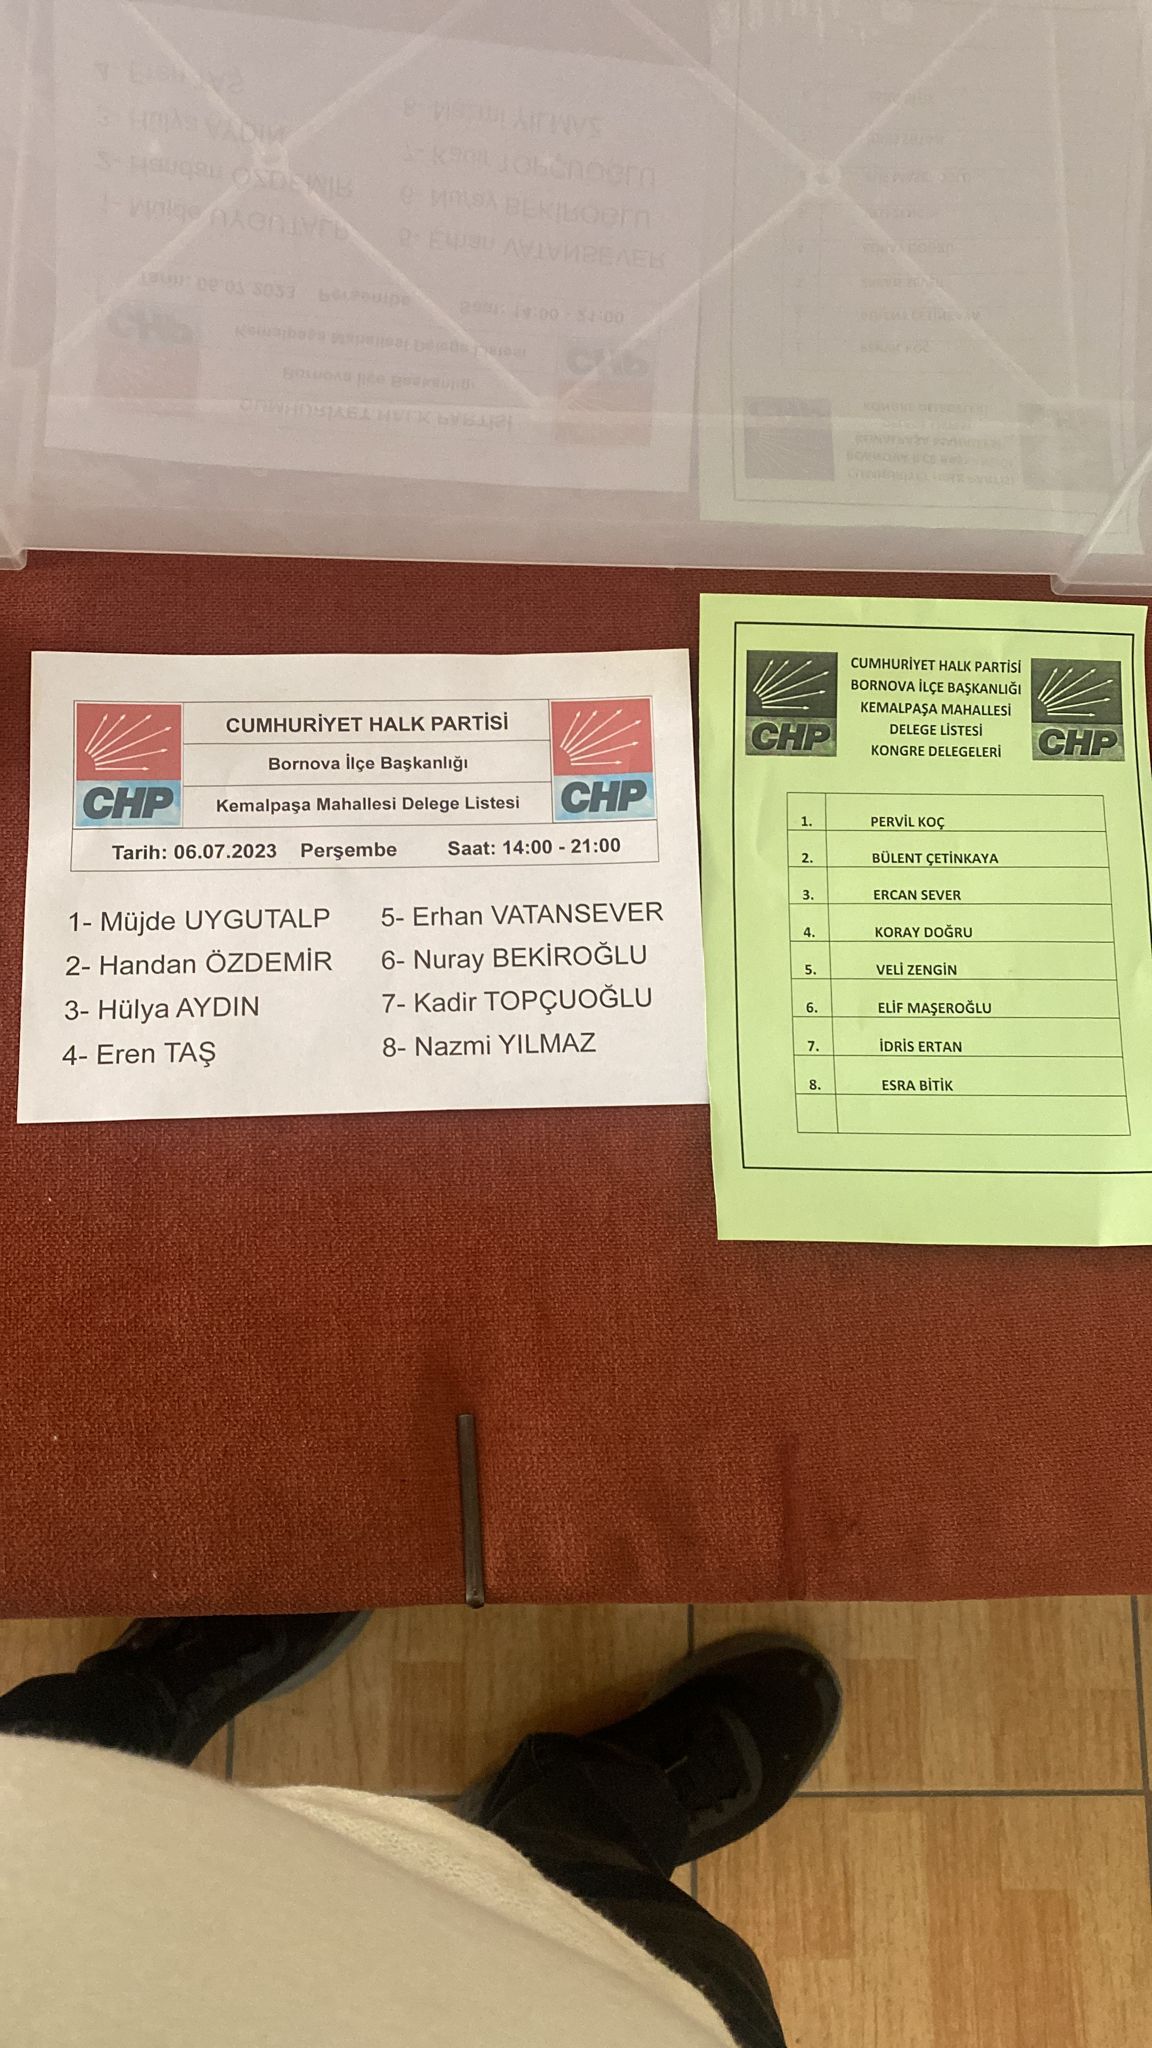 CUMHURİYET HALK PARTİSİ
Bornova İlçe Başkanlığı
Kemalpaşa Mahallesi Delege Listesi
CHP
CHP
Tarih: 06.07.2023 Perşembe Saat: 14:00 - 21:00
1- Müjde UYGUTALP
2- Handan ÖZDEMİR
3- Hülya AYDIN
4- Eren TAŞ
5- Erhan VATANSEVER
6- Nuray BEKİROĞLU
7- Kadir TOPÇUOĞLU
8- Nazmi YILMAZ
CUMHURİYET HALK PARTİSİ
BORNOVA İLÇE BAŞKANLIĞI
KEMALPAŞA MAHALLESİ
DELEGE LİSTESİ
KONGRE DELEGELERİ
CHP
CHP
1. PERVİL KOÇ
2. BÜLENT ÇETİNKAYA
3. ERCAN SEVER
4. KORAY DOĞRU
5. VELİ ZENGİN
6. ELİF MAŞEROĞLU
7. İDRİS ERTAN
8. ESRA BİTİK